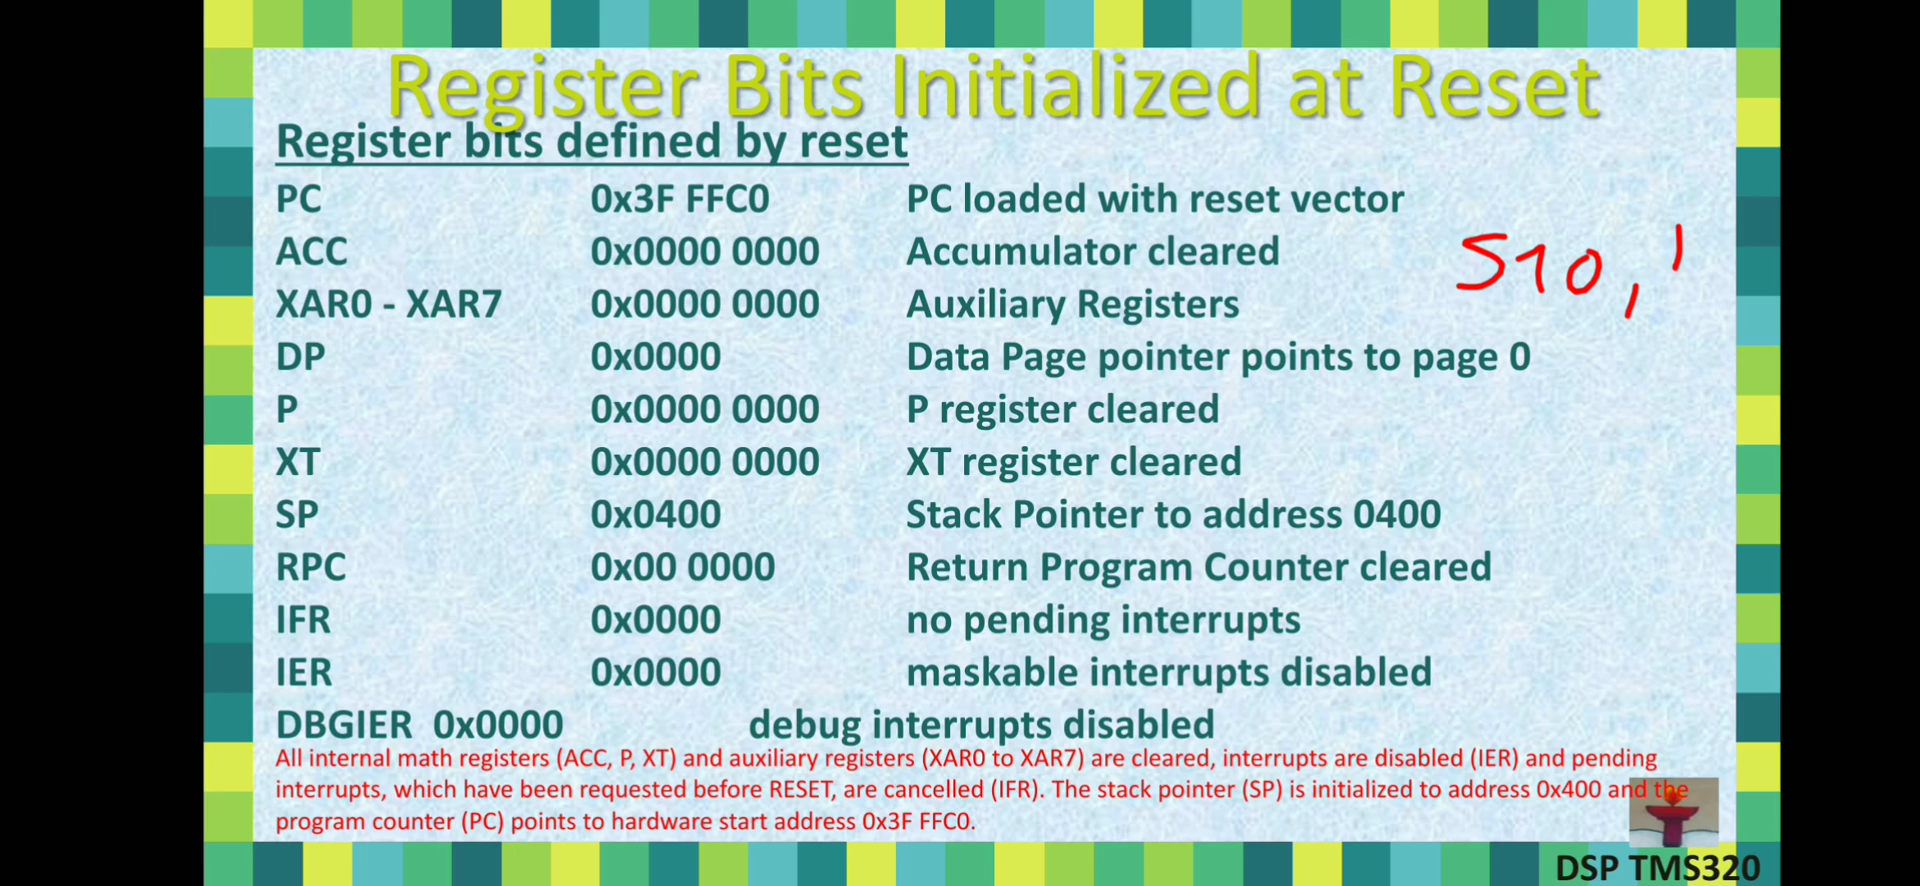 Register Bits Initialized at Reset
Register bits defined by reset
PC 0x3F FFC0 PC loaded with reset vector
ACC 0x0000 0000 Accumulator cleared
XAR0 - XAR7 0x0000 0000 Auxiliary Registers
DP 0x0000 Data Page pointer points to page 0
P 0x0000 0000 P register cleared
XT 0x0000 0000 XT register cleared
SP 0x0400 Stack Pointer to address 0400
RPC 0x00 0000 Return Program Counter cleared
IFR 0x0000 no pending interrupts
IER 0x0000 maskable interrupts disabled
DBGIER 0x0000 debug interrupts disabled
All internal math registers (ACC, P, XT) and auxiliary registers (XAR0 to XAR7) are cleared, interrupts are disabled (IER) and pending
interrupts, which have been requested before RESET, are cancelled (IFR). The stack pointer (SP) is initialized to address 0x400 and the
program counter (PC) points to hardware start address 0x3F FFC0.
DSP TMS320